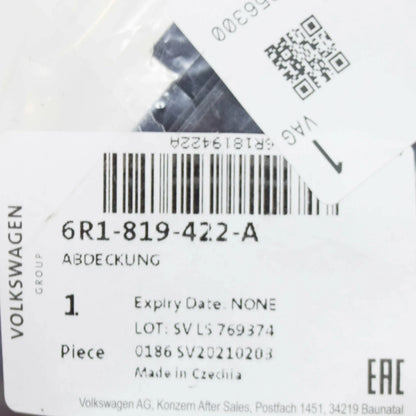 56300
VAG
1
6R1819422A
VOLKSWAGEN
GROUP
6R1-819-422-A
ABDECKUNG
1 Expiry Date: NONE
LOT: SV LS 769374
Piece 0186 SV20210203
Made in Czechia
EAC
Volkswagen AG, Konzern After Sales, Postfach 1451, 34219 Baunatal